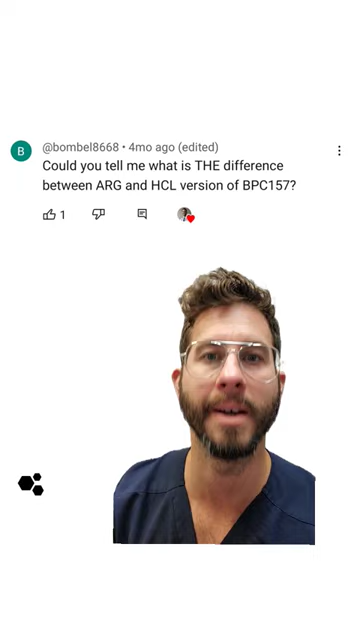 B
@bombel8668 • 4mo ago (edited)
Could you tell me what is THE difference
between ARG and HCL version of BPC157?
1